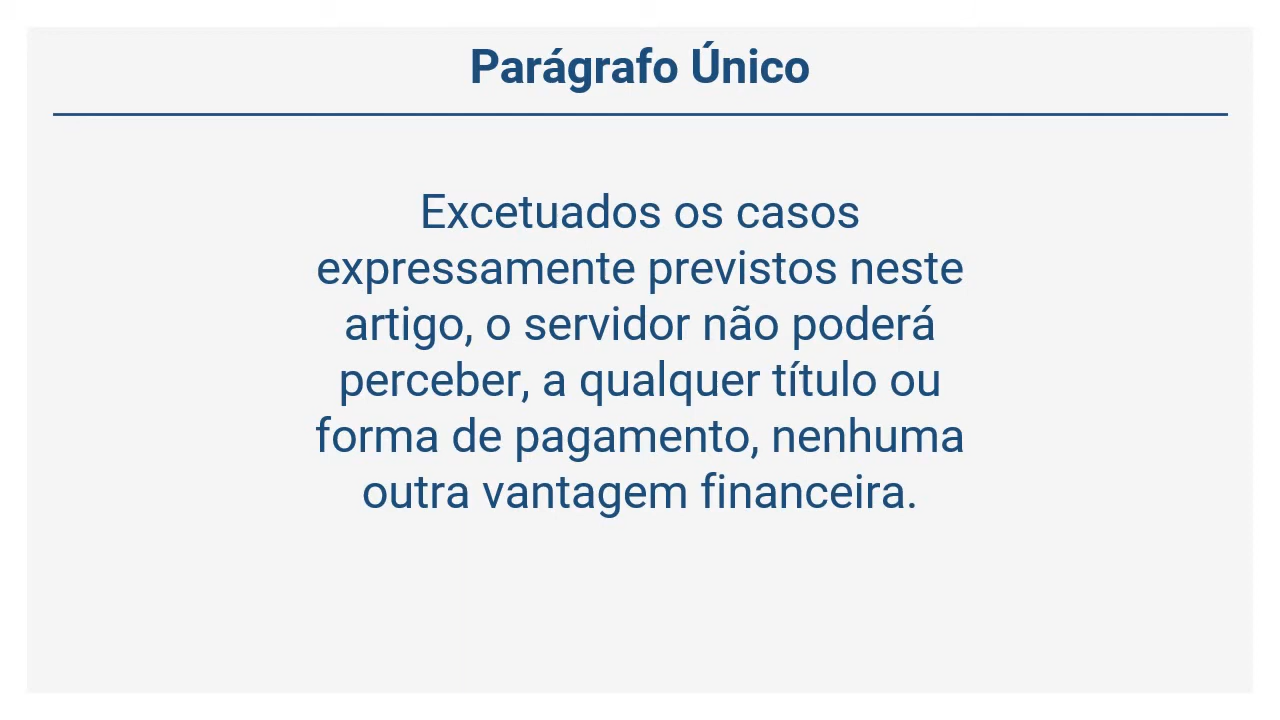 Parágrafo Único
Excetuados os casos
expressamente previstos neste
artigo, o servidor não poderá
perceber, a qualquer título ou
forma de pagamento, nenhuma
outra vantagem financeira.